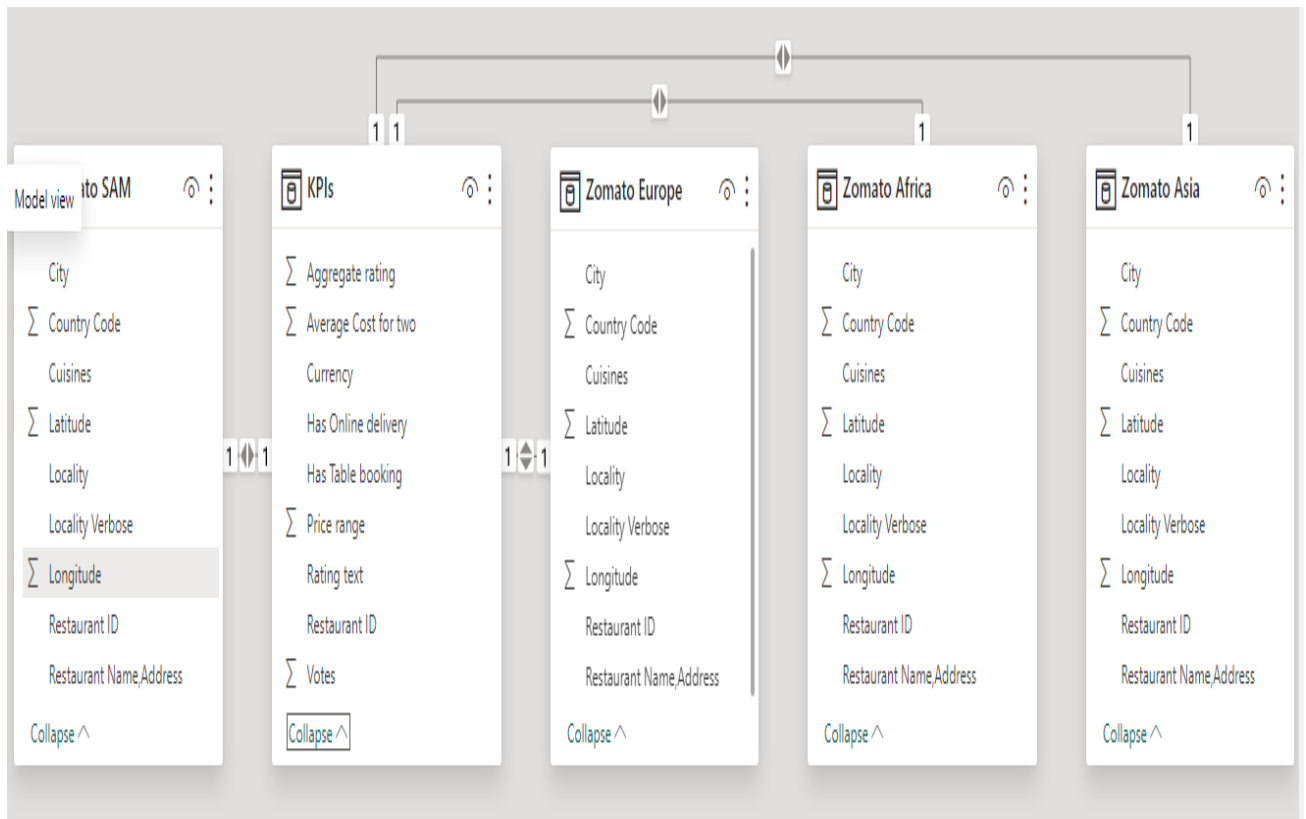 1 1 1 1
Model view
ato SAM
City
Country Code
Cuisines
Latitude
Locality
Locality Verbose
Longitude
Restaurant ID
Restaurant Name,Address
Collapse
1 1
KPIs
Aggregate rating
Average Cost for two
Currency
Has Online delivery
Has Table booking
Price range
Rating text
Restaurant ID
Votes
Collapse
1 1
Zomato Europe
City
Country Code
Cuisines
Latitude
Locality
Locality Verbose
Longitude
Restaurant ID
Restaurant Name,Address
Collapse
Zomato Africa
City
Country Code
Cuisines
Latitude
Locality
Locality Verbose
Longitude
Restaurant ID
Restaurant Name,Address
Collapse
Zomato Asia
City
Country Code
Cuisines
Latitude
Locality
Locality Verbose
Longitude
Restaurant ID
Restaurant Name,Address
Collapse